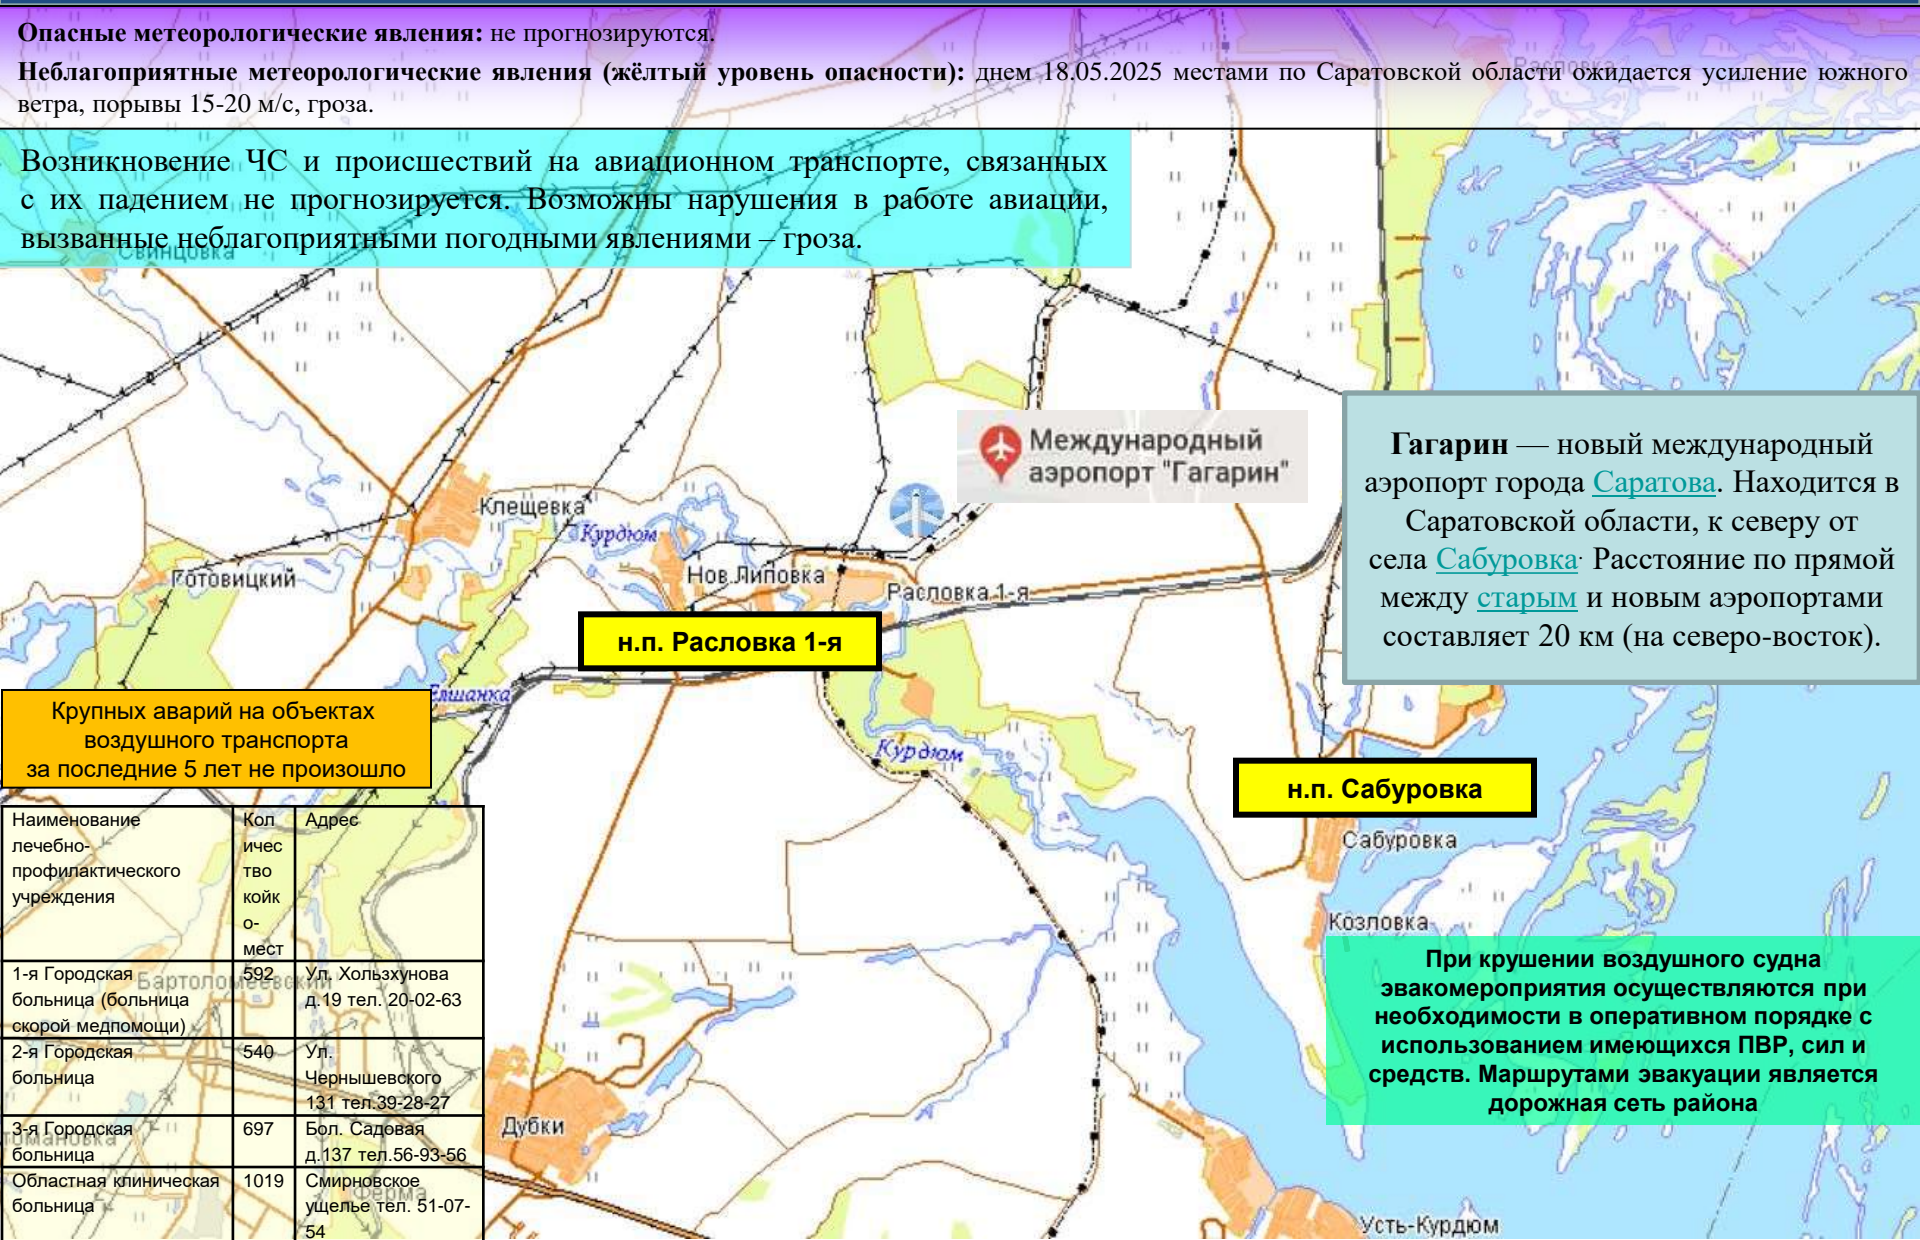 Опасные метеорологические явления: не прогнозируются.
Неблагоприятные метеорологические явления (жёлтый уровень опасности): днем 18.05.2025 местами по Саратовской области ожидается усиление южного
ветра, порывы 15-20 м/с, гроза.
Возникновение ЧС и происшествий на авиационном транспорте, связанных
с их падением не прогнозируется. Возможны нарушения в работе авиации,
вызванные неблагоприятными погодными явлениями – гроза.
Свинцовка
Международный
аэропорт "Гагарин"
Гагарин — новый международный
аэропорт города Саратова. Находится в
Саратовской области, к северу от
села Сабуровка. Расстояние по прямой
между старым и новым аэропортами
составляет 20 км (на северо-восток).
Клещевка
Курдюм
Готовицкий
Нов.Липовка
Расловка 1-я
н.п. Расловка 1-я
Елшанка
Курдюм
Крупных аварий на объектах
воздушного транспорта
за последние 5 лет не произошло
н.п. Сабуровка
Сабуровка
Козловка
При крушении воздушного судна
эвакомероприятия осуществляются при
необходимости в оперативном порядке с
использованием имеющихся ПВР, сил и
средств. Маршрутами эвакуации является
дорожная сеть района
Наименование
лечебно-
профилактического
учреждения
Кол
ичес
тво
койк
о-
мест
Адрес
1-я Городская
больница (больница
скорой медпомощи)
592
Ул. Хользхунова
д.19 тел. 20-02-63
Бартоломеевский
2-я Городская
больница
540
Ул.
Чернышевского
131 тел.39-28-27
3-я Городская
больница
697
Бол. Садовая
д.137 тел.56-93-56
Областная клиническая
больница
1019
Смирновское
ущелье тел. 51-07-
54
Ферма
Дубки
Усть-Курдюм